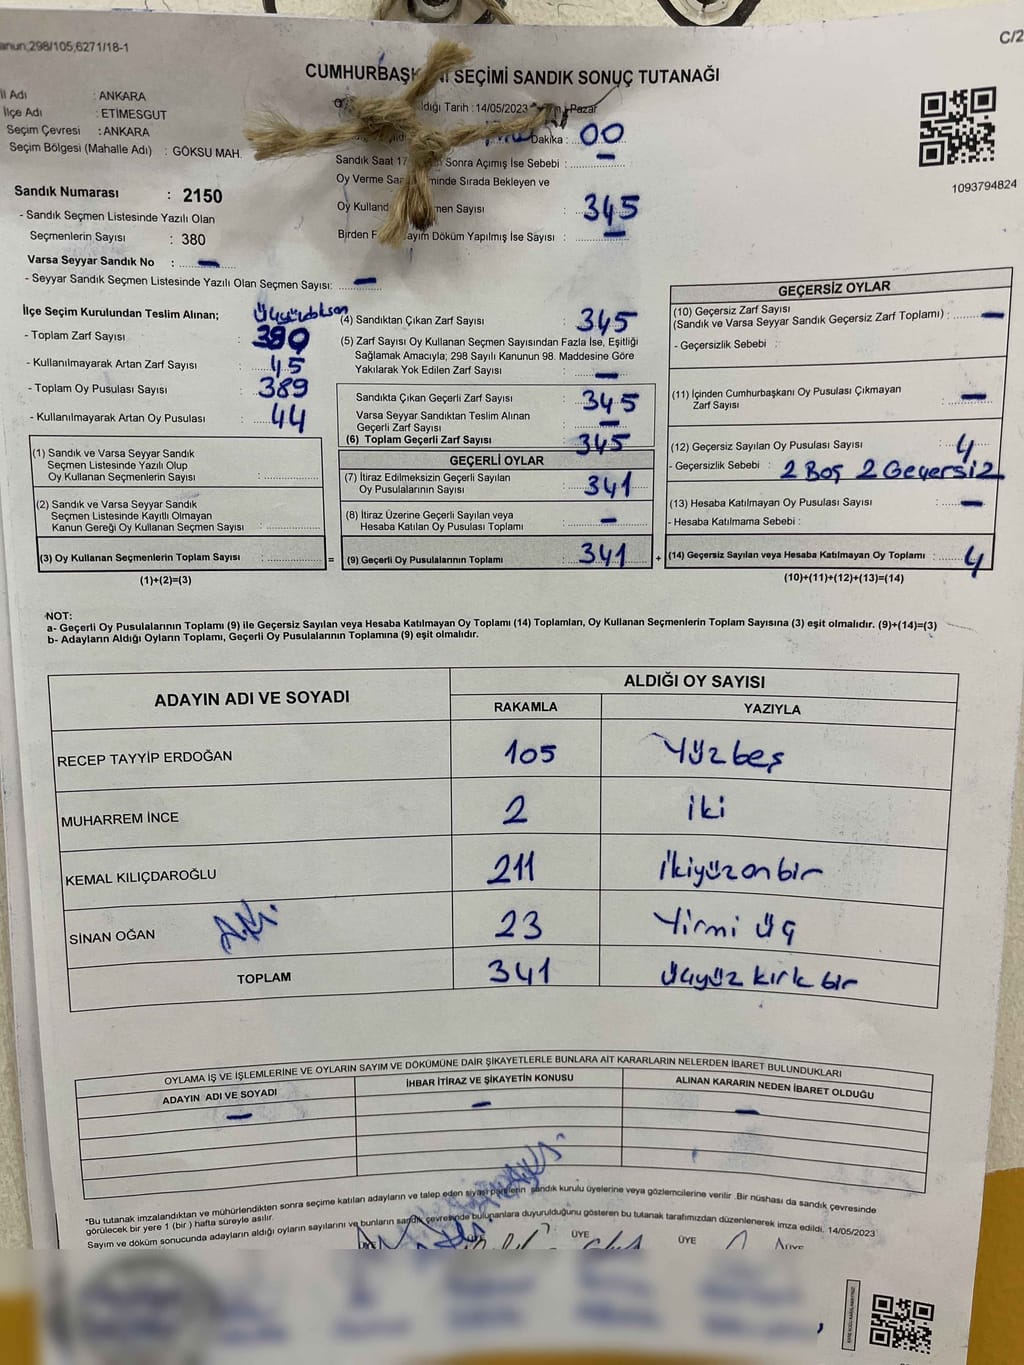 anun;298/105,6271/18-1
C/2
CUMHURBAŞK SEÇİMİ SANDIK SONUÇ TUTANAĞI
İl Adı : ANKARA
İlçe Adı : ETİMESGUT
Seçim Çevresi : ANKARA
Seçim Bölgesi (Mahalle Adı) : GÖKSU MAH.
ldığı Tarih : 14/05/2023 Pazar
Dakika : 00
Sandık Saat 17 Sonra Açımış İse Sebebi : —
Oy Verme Saa minde Sırada Bekleyen ve
Oy Kulland men Sayısı : 345
Birden F ayım Döküm Yapılmış İse Sayısı : —
1093794824
Sandık Numarası : 2150
- Sandık Seçmen Listesinde Yazılı Olan
Seçmenlerin Sayısı : 380
Varsa Seyyar Sandık No : —
- Seyyar Sandık Seçmen Listesinde Yazılı Olan Seçmen Sayısı: —
İlçe Seçim Kurulundan Teslim Alınan;
- Toplam Zarf Sayısı : 390
- Kullanılmayarak Artan Zarf Sayısı : 45
- Toplam Oy Pusulası Sayısı : 389
- Kullanılmayarak Artan Oy Pusulası : 44
(1) Sandık ve Varsa Seyyar Sandık
Seçmen Listesinde Yazılı Olup
Oy Kullanan Seçmenlerin Sayısı :
(2) Sandık ve Varsa Seyyar Sandık
Seçmen Listesinde Kayıtlı Olmayan
Kanun Gereği Oy Kullanan Seçmen Sayısı :
(3) Oy Kullanan Seçmenlerin Toplam Sayısı : =
(1)+(2)=(3)
(4) Sandıktan Çıkan Zarf Sayısı : 345
(5) Zarf Sayısı Oy Kullanan Seçmen Sayısından Fazla İse, Eşitliği
Sağlamak Amacıyla; 298 Sayılı Kanunun 98. Maddesine Göre
Yakılarak Yok Edilen Zarf Sayısı : —
Sandıkta Çıkan Geçerli Zarf Sayısı : 345
Varsa Seyyar Sandıktan Teslim Alınan
Geçerli Zarf Sayısı : —
(6) Toplam Geçerli Zarf Sayısı : 345
GEÇERLİ OYLAR
(7) İtiraz Edilmeksizin Geçerli Sayılan
Oy Pusulalarının Sayısı : 341
(8) İtiraz Üzerine Geçerli Sayılan veya
Hesaba Katılan Oy Pusulası Toplamı : —
(9) Geçerli Oy Pusulalarının Toplamı : 341 +
GEÇERSİZ OYLAR
(10) Geçersiz Zarf Sayısı
(Sandık ve Varsa Seyyar Sandık Geçersiz Zarf Toplamı) : —
- Geçersizlik Sebebi :
(11) İçinden Cumhurbaşkanı Oy Pusulası Çıkmayan
Zarf Sayısı : —
(12) Geçersiz Sayılan Oy Pusulası Sayısı : 4
- Geçersizlik Sebebi : 2 Boş 2 Geçersiz
(13) Hesaba Katılmayan Oy Pusulası Sayısı : —
- Hesaba Katılmama Sebebi :
(14) Geçersiz Sayılan veya Hesaba Katılmayan Oy Toplamı : 4
(10)+(11)+(12)+(13)=(14)
NOT:
a- Geçerli Oy Pusulalarının Toplamı (9) ile Geçersiz Sayılan veya Hesaba Katılmayan Oy Toplamı (14) Toplamları, Oy Kullanan Seçmenlerin Toplam Sayısına (3) eşit olmalıdır. (9)+(14)=(3)
b- Adayların Aldığı Oyların Toplamı, Geçerli Oy Pusulalarının Toplamına (9) eşit olmalıdır.
ADAYIN ADI VE SOYADI
ALDIĞI OY SAYISI
RAKAMLA YAZIYLA
RECEP TAYYİP ERDOĞAN 105 Yüzbeş
MUHARREM İNCE 2 iki
KEMAL KILIÇDAROĞLU 211 İkiyüzonbir
SİNAN OĞAN 23 Yirmi üç
TOPLAM 341 üçyüz kırk bir
OYLAMA İŞ VE İŞLEMLERİNE VE OYLARIN SAYIM VE DÖKÜMÜNE DAİR ŞİKAYETLERLE BUNLARA AİT KARARLARIN NELERDEN İBARET BULUNDUKLARI
ADAYIN ADI VE SOYADI İHBAR İTİRAZ VE ŞİKAYETİN KONUSU ALINAN KARARIN NEDEN İBARET OLDUĞU
— — —
*Bu tutanak imzalandıktan ve mühürlendikten sonra seçime katılan adayların ve talep eden siyasi partilerin sandık kurulu üyelerine veya gözlemcilerine verilir .Bir nüshası da sandık çevresinde
görülecek bir yere 1 (bir ) hafta süreyle asılır.
Sayım ve döküm sonucunda adayların aldığı oyların sayılarını ve bunların sandık çevresinde bulunanlara duyurulduğunu gösteren bu tutanak tarafımızdan düzenlenerek imza edildi. 14/05/2023
ÜYE ÜYE ÜYE ÜYE